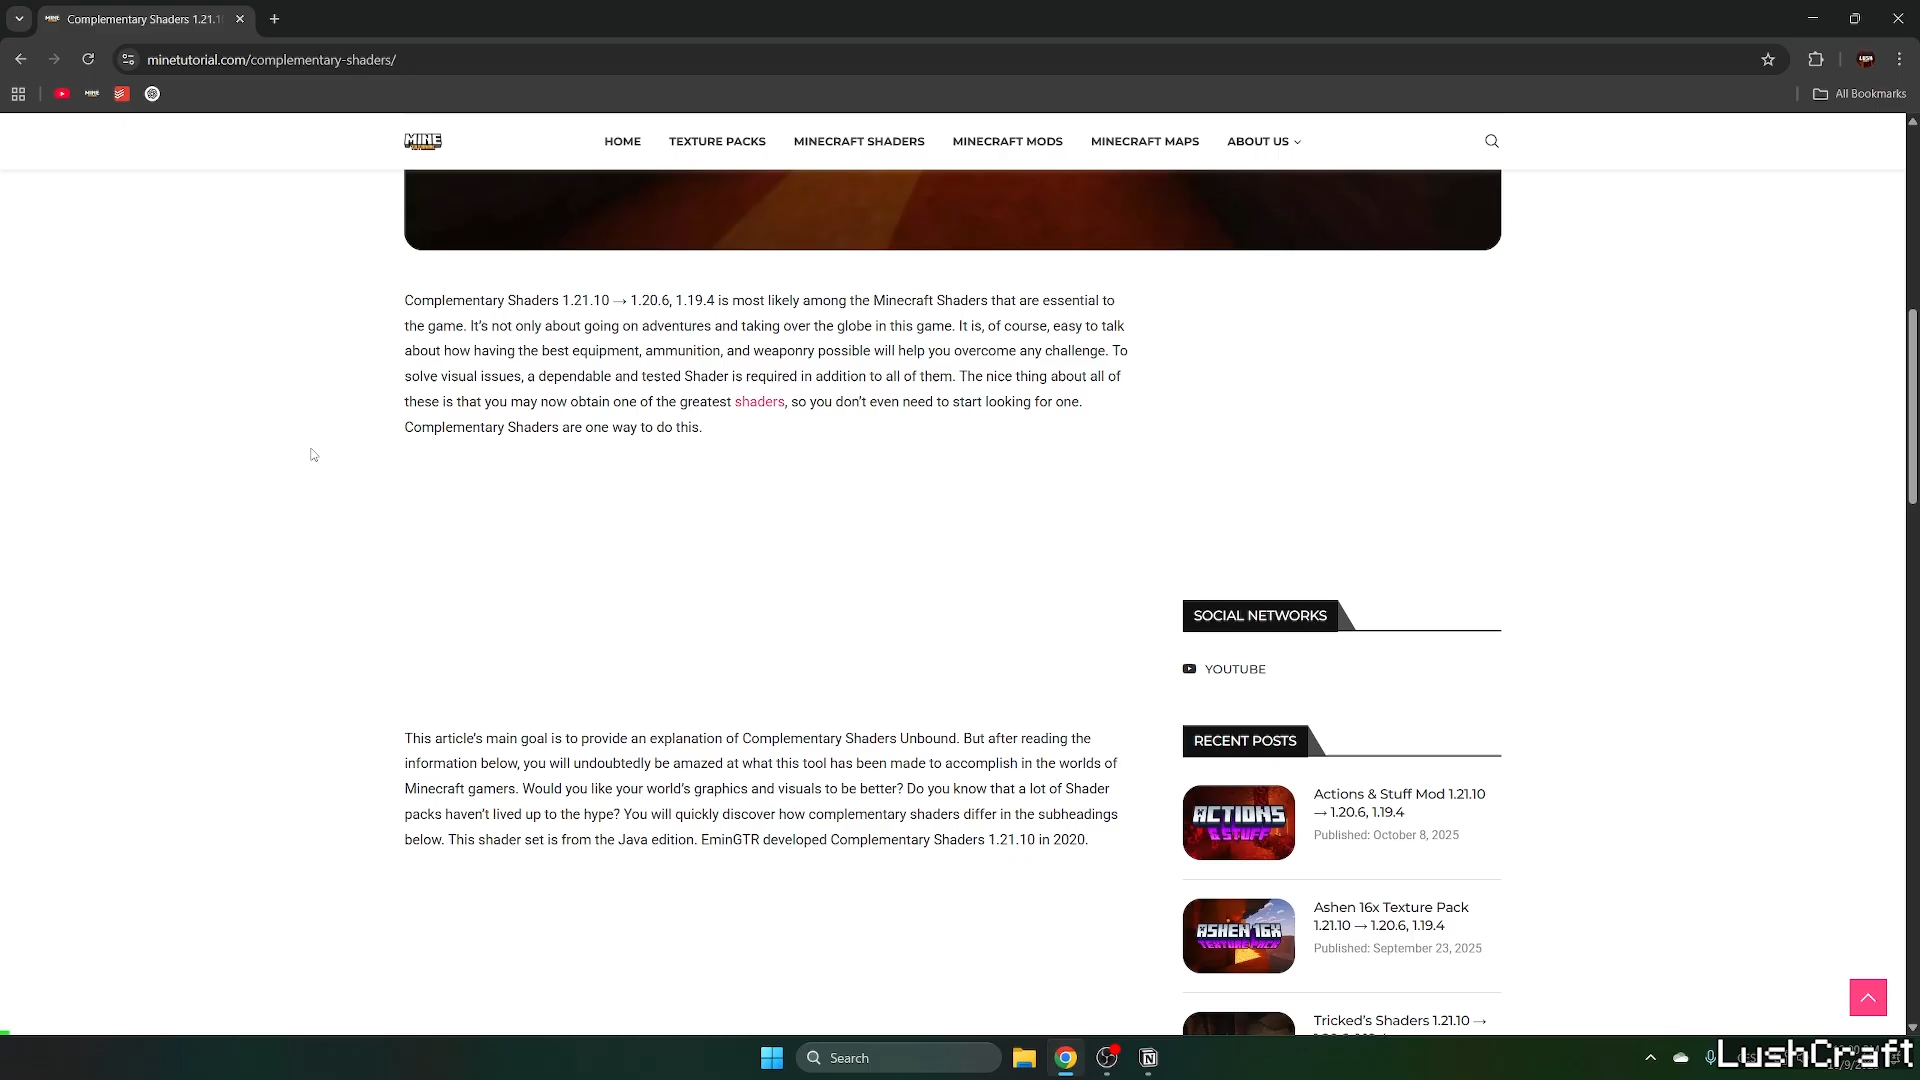 Complementary Shaders 1.21.1
minetutorial.com/complementary-shaders/
All Bookmarks
MINE
HOME
TEXTURE PACKS
MINECRAFT SHADERS
MINECRAFT MODS
MINECRAFT MAPS
ABOUT US
Complementary Shaders 1.21.10 → 1.20.6, 1.19.4 is most likely among the Minecraft Shaders that are essential to
the game. It’s not only about going on adventures and taking over the globe in this game. It is, of course, easy to talk
about how having the best equipment, ammunition, and weaponry possible will help you overcome any challenge. To
solve visual issues, a dependable and tested Shader is required in addition to all of them. The nice thing about all of
these is that you may now obtain one of the greatest shaders, so you don’t even need to start looking for one.
Complementary Shaders are one way to do this.
This article’s main goal is to provide an explanation of Complementary Shaders Unbound. But after reading the
information below, you will undoubtedly be amazed at what this tool has been made to accomplish in the worlds of
Minecraft gamers. Would you like your world’s graphics and visuals to be better? Do you know that a lot of Shader
packs haven’t lived up to the hype? You will quickly discover how complementary shaders differ in the subheadings
below. This shader set is from the Java edition. EminGTR developed Complementary Shaders 1.21.10 in 2020.
SOCIAL NETWORKS
YOUTUBE
RECENT POSTS
ACTIONS
& STUFF
Actions & Stuff Mod 1.21.10
→ 1.20.6, 1.19.4
Published: October 8, 2025
ASHEN 16X
TEXTURE PACK
Ashen 16x Texture Pack
1.21.10 → 1.20.6, 1.19.4
Published: September 23, 2025
Tricked’s Shaders 1.21.10 →
Search
LushCraft